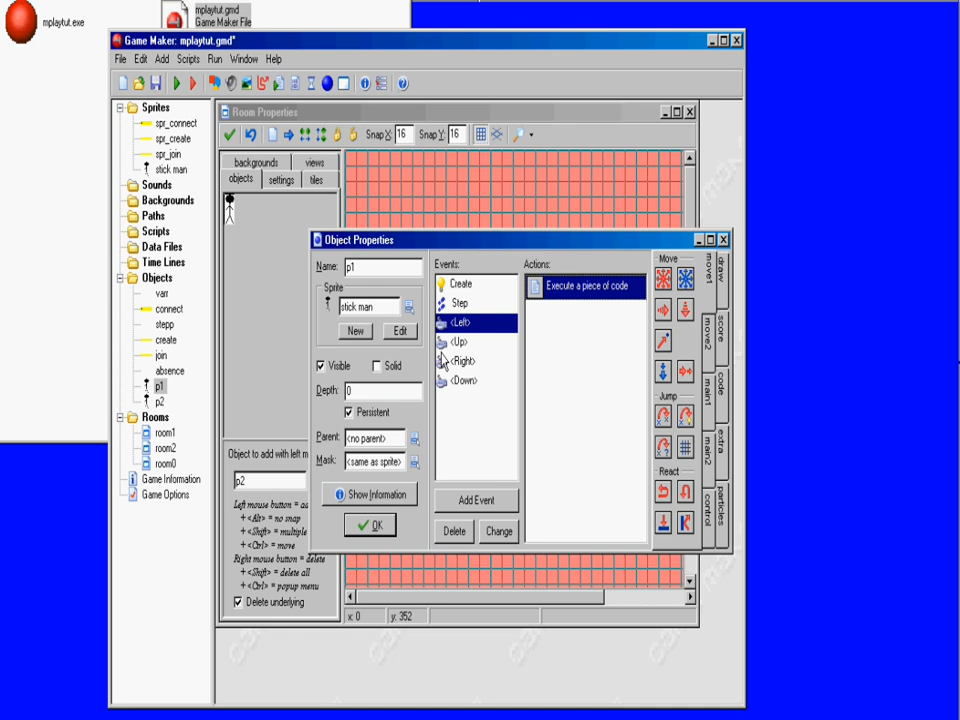 mplaytut.exe
mplaytut.gmd
Game Maker File
Game Maker: mplaytut.gmd*
File Edit Add Scripts Run Window Help
Sprites
spr_connect
spr_create
spr_join
stick man
Sounds
Backgrounds
Paths
Scripts
Data Files
Time Lines
Objects
varr
connect
stepp
create
join
absence
p1
p2
Rooms
room1
room2
room0
Game Information
Game Options
Room Properties
Snap X: 16 Snap Y: 16
backgrounds views
objects settings tiles
Object to add with left m
p2
Left mouse button = ad
+<Alt> = no snap
+<Shift> = multiple
+<Ctrl> = move
Right mouse button = delete
+<Shift> = delete all
+<Ctrl> = popup menu
Delete underlying
x: 0 y: 352
Object Properties
Name: p1
Sprite
stick man
New Edit
Visible Solid
Depth: 0
Persistent
Parent: <no parent>
Mask: <same as sprite>
Show Information
OK
Events:
Create
Step
<Left>
<Up>
<Right>
<Down>
Add Event
Delete Change
Actions:
Execute a piece of code
Move
Jump
React
move1
move2
main1
main2
control
draw
score
code
extra
particles